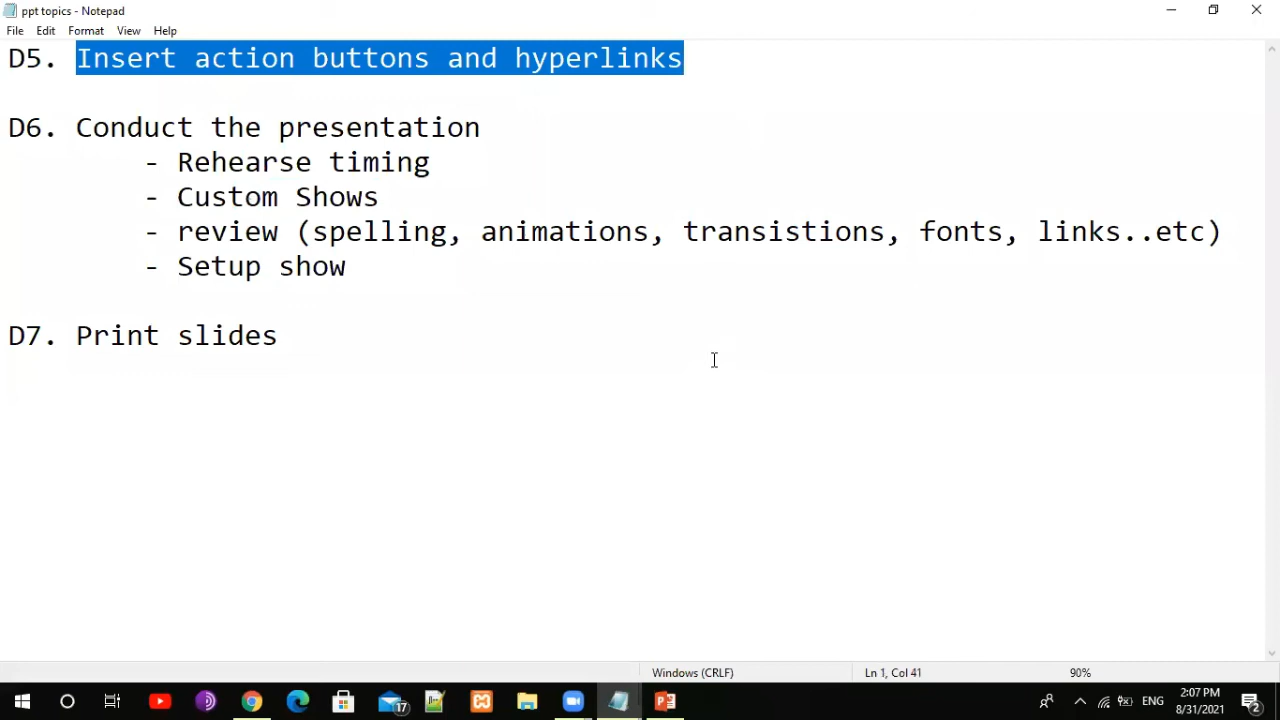 ppt topics - Notepad
File Edit Format View Help
D5. Insert action buttons and hyperlinks
D6. Conduct the presentation
- Rehearse timing
- Custom Shows
- review (spelling, animations, transistions, fonts, links..etc)
- Setup show
D7. Print slides
Windows (CRLF) Ln 1, Col 41 90%
17 ENG 2:07 PM
8/31/2021 2